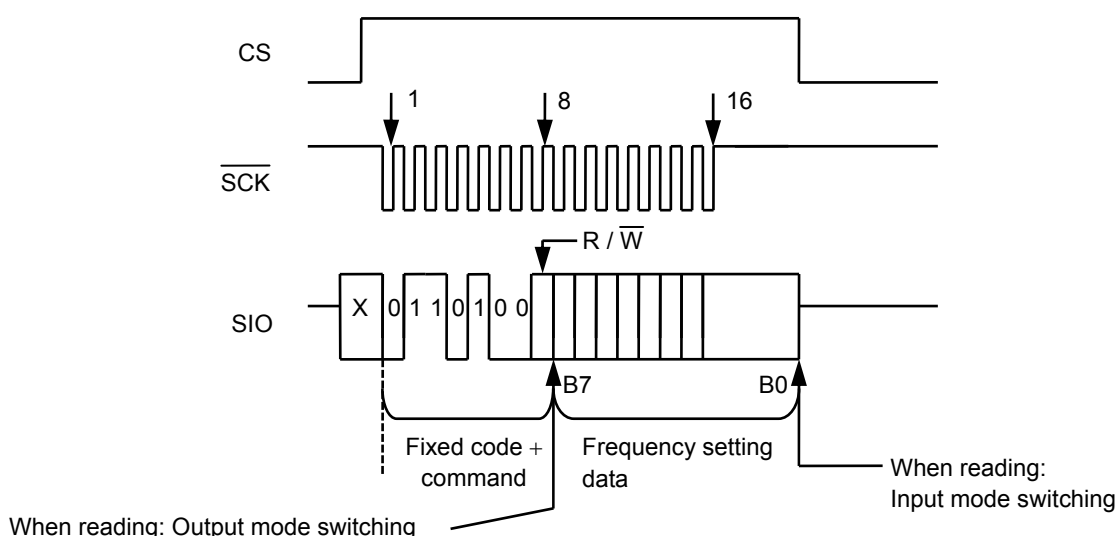 CS
1 8 16
SCK
R / W
SIO
X 0 1 1 0 1 0 0
B7 B0
Fixed code + command
Frequency setting data
When reading:
Input mode switching
When reading: Output mode switching